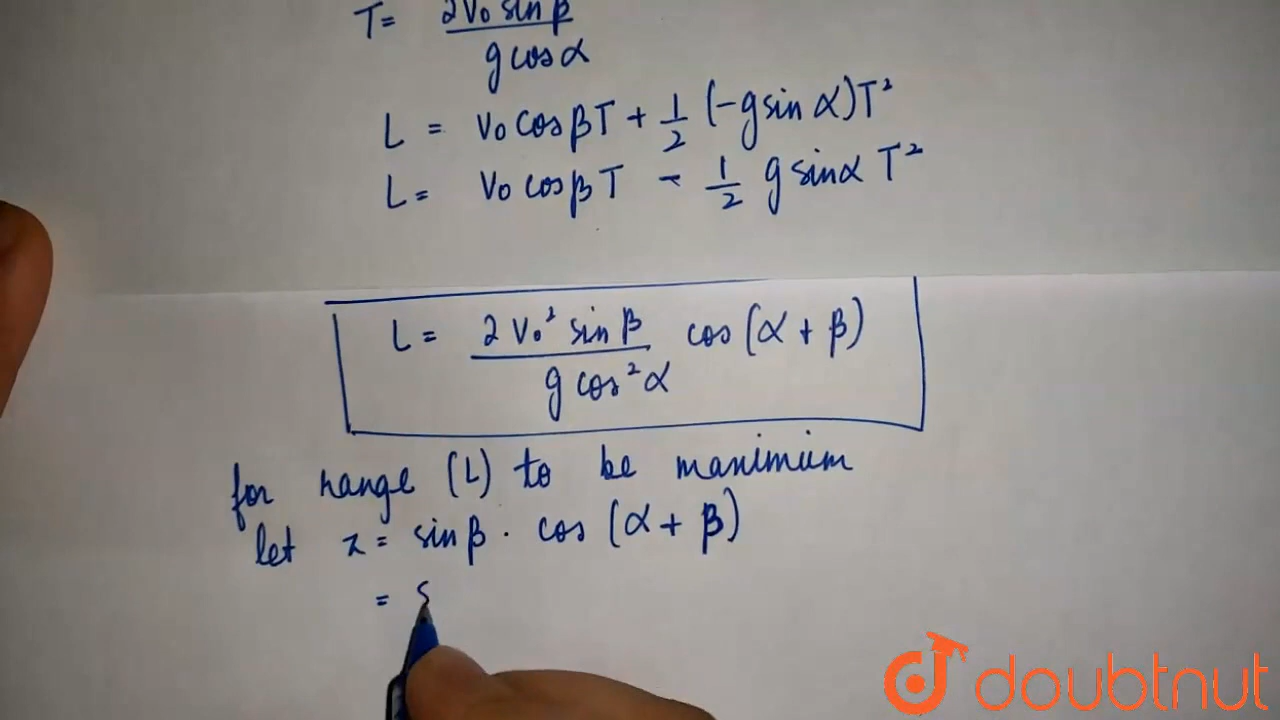 T= 2v₀ sin β / g cos α
L = v₀ cos β T + 1/2 (-g sin α) T²
L = v₀ cos β T - 1/2 g sin α T²
L = 2 v₀² sin β / g cos² α cos (α + β)
for range (L) to be maximum
let z = sin β · cos (α + β)
= s
doubtnut